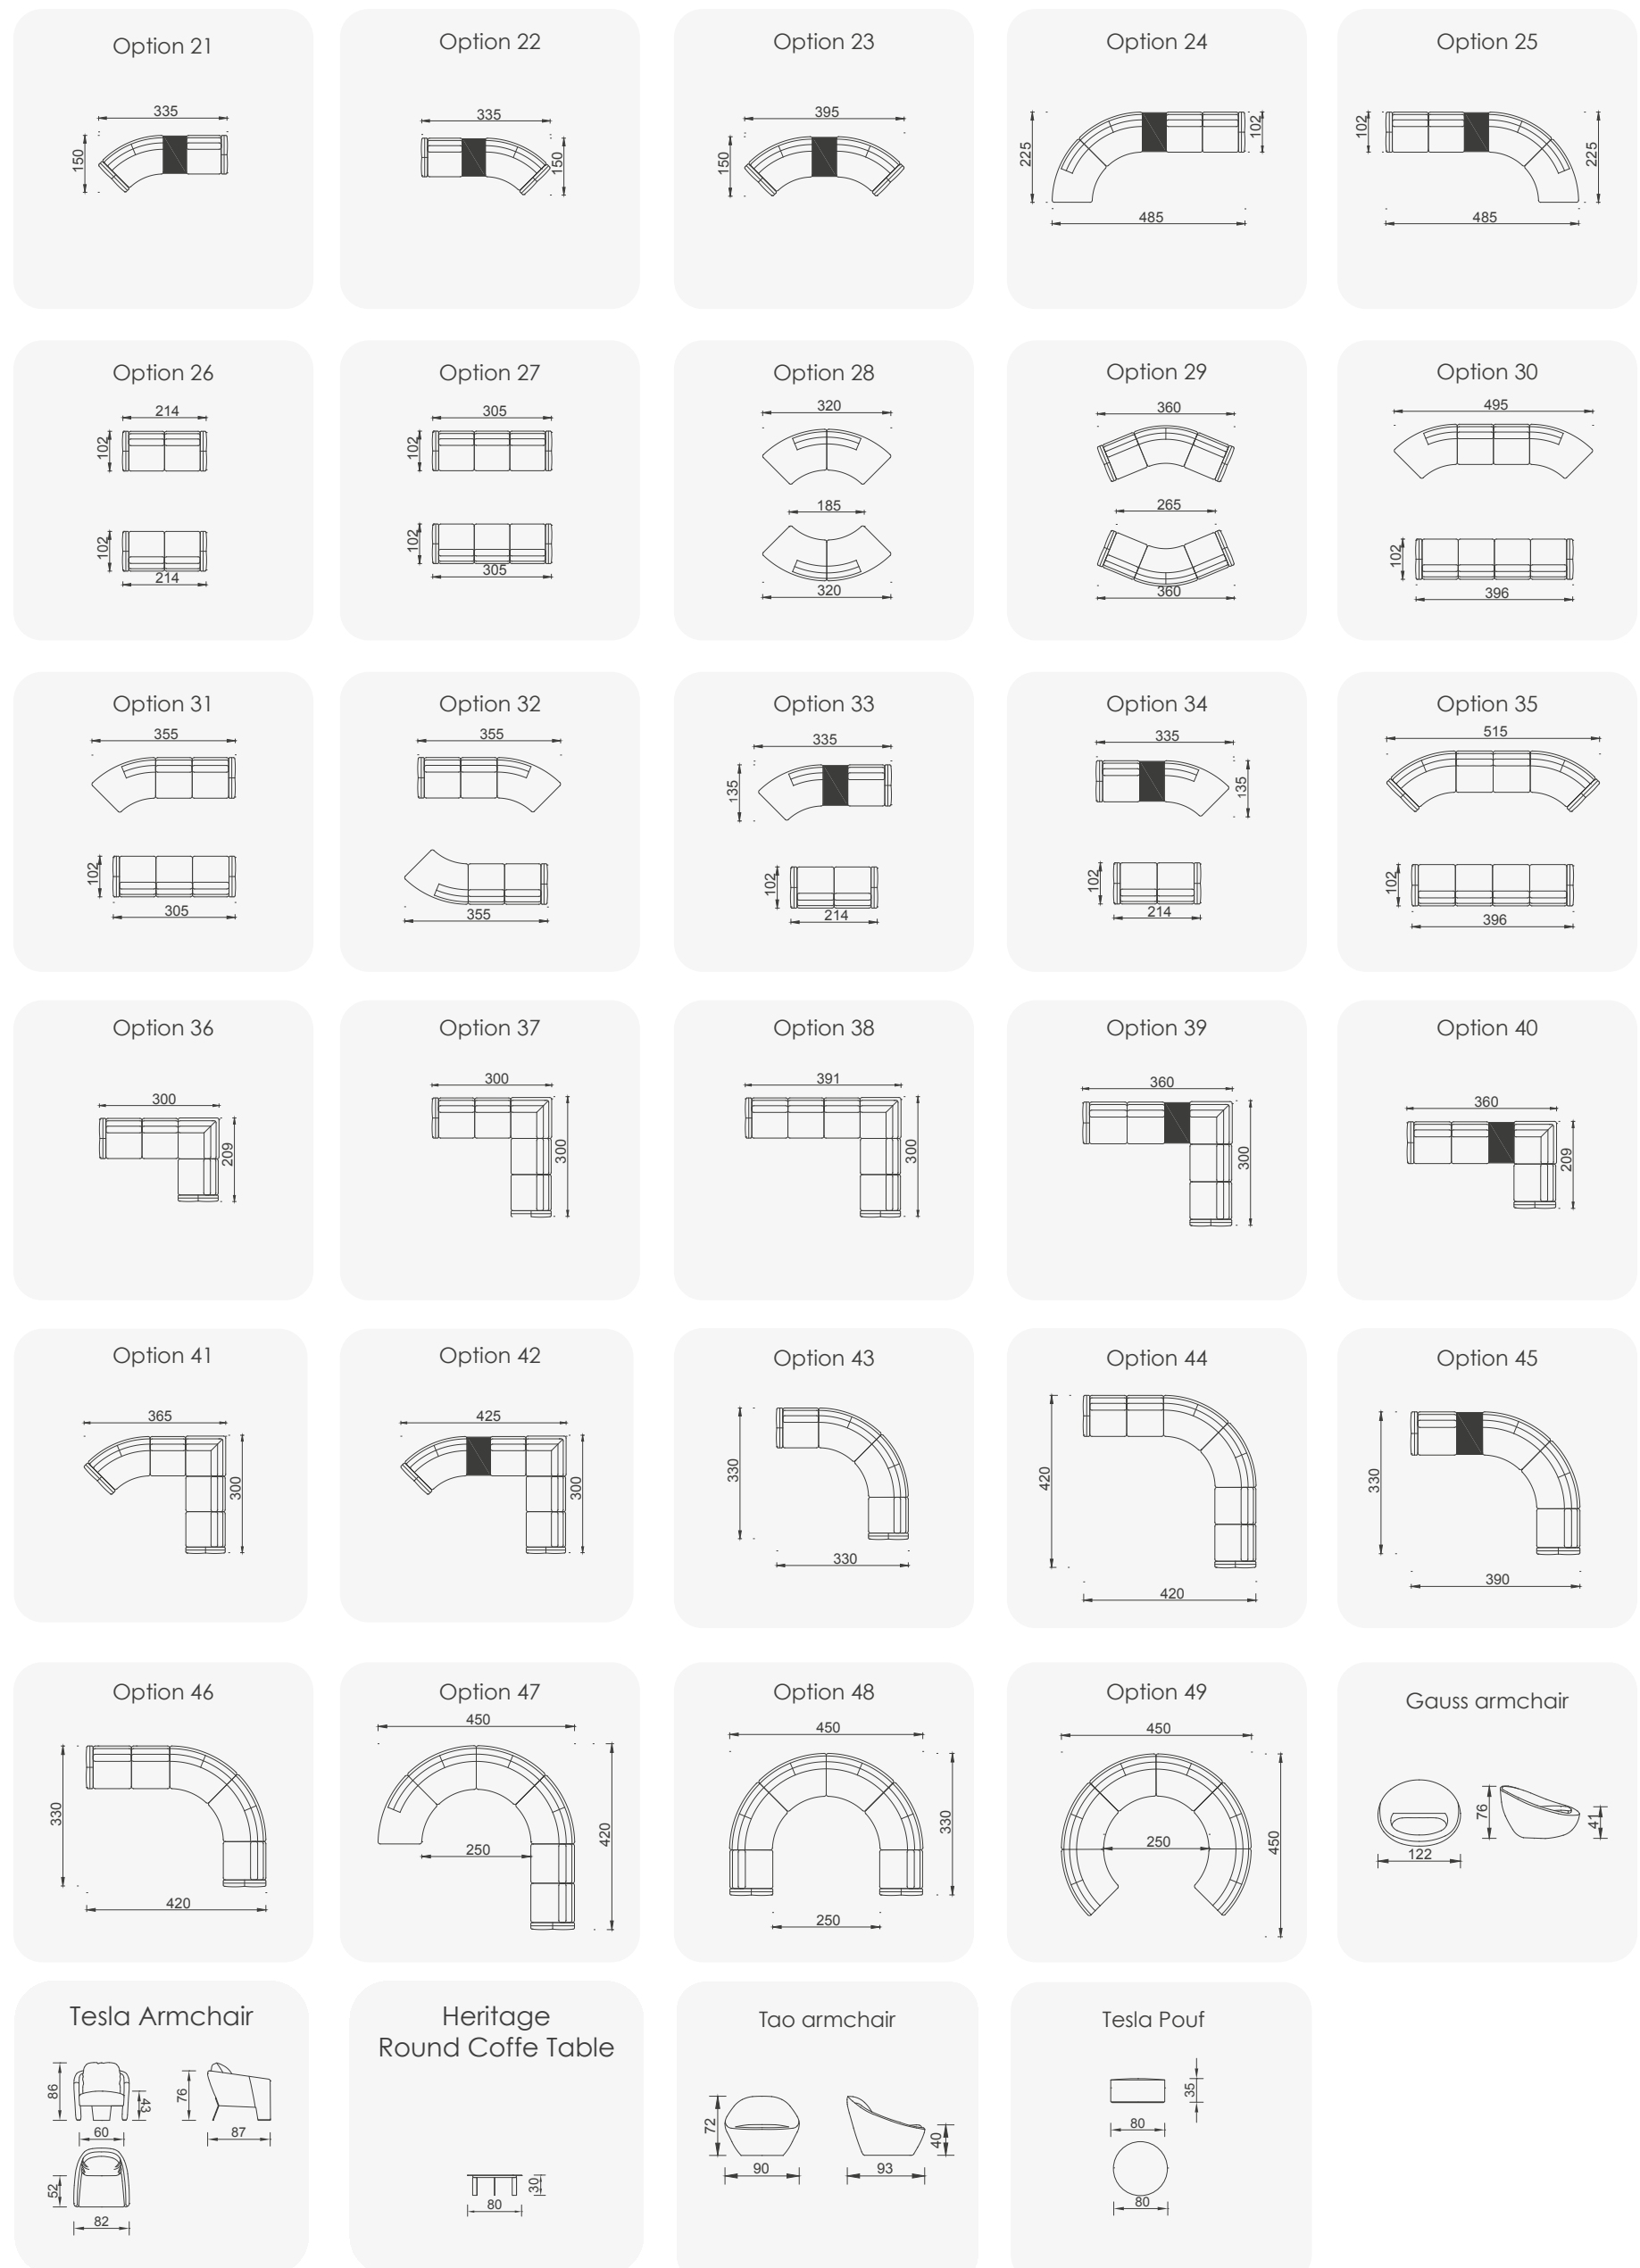 Option 21
335
150
Option 22
335
150
Option 23
395
150
Option 24
225
102
485
Option 25
102
225
485
Option 26
214
102
102
214
Option 27
305
102
102
305
Option 28
320
185
320
Option 29
360
265
360
Option 30
495
102
396
Option 31
355
102
305
Option 32
355
355
Option 33
335
135
102
214
Option 34
335
135
102
214
Option 35
515
102
396
Option 36
300
209
Option 37
300
300
Option 38
391
300
Option 39
360
300
Option 40
360
209
Option 41
365
300
Option 42
425
300
Option 43
330
330
Option 44
420
420
Option 45
330
390
Option 46
330
420
Option 47
450
420
250
Option 48
450
330
250
Option 49
450
250
450
Gauss armchair
76
41
122
Tesla Armchair
86
43
76
60
87
52
82
Heritage
Round Coffe Table
30
80
Tao armchair
72
40
90
93
Tesla Pouf
35
80
80